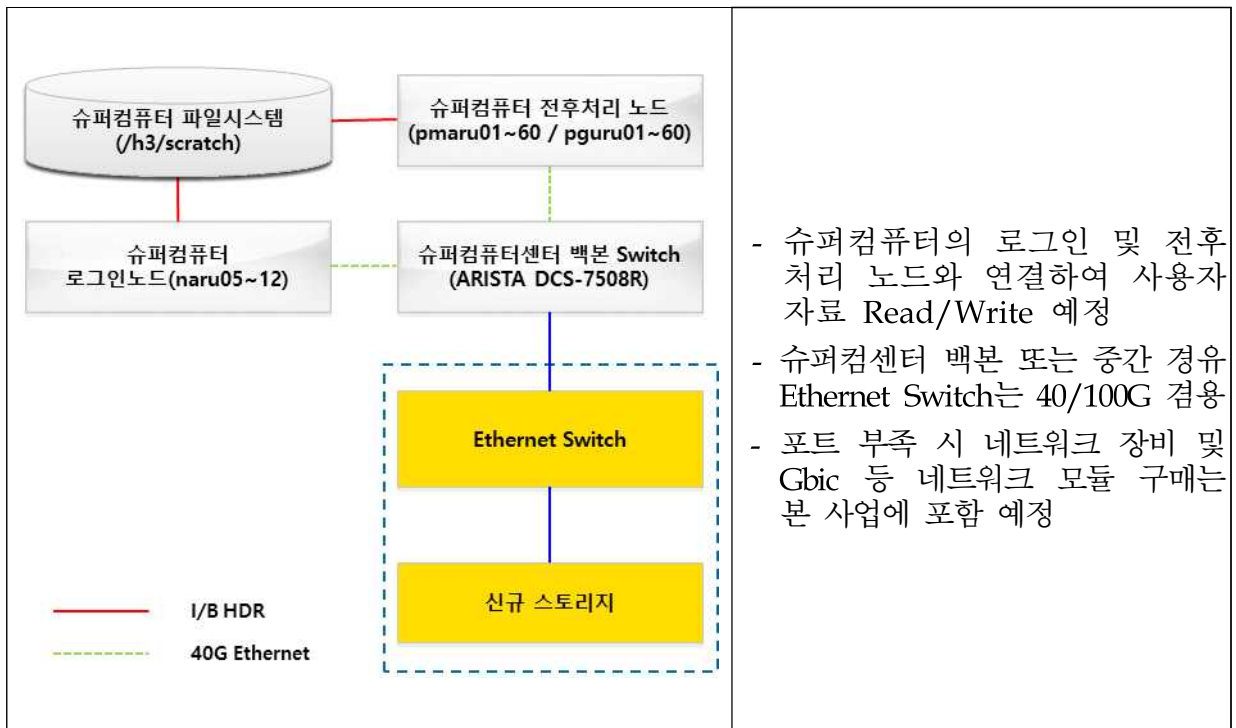 슈퍼컴퓨터 파일시스템
(/h3/scratch)
슈퍼컴퓨터 전후처리 노드
(pmaru01~60 / pguru01~60)
슈퍼컴퓨터
로그인노드(naru05~12)
슈퍼컴퓨터센터 백본 Switch
(ARISTA DCS-7508R)
Ethernet Switch
신규 스토리지
I/B HDR
40G Ethernet
- 슈퍼컴퓨터의 로그인 및 전후
처리 노드와 연결하여 사용자
자료 Read/Write 예정
- 슈퍼컴센터 백본 또는 중간 경유
Ethernet Switch는 40/100G 겸용
- 포트 부족 시 네트워크 장비 및
Gbic 등 네트워크 모듈 구매는
본 사업에 포함 예정